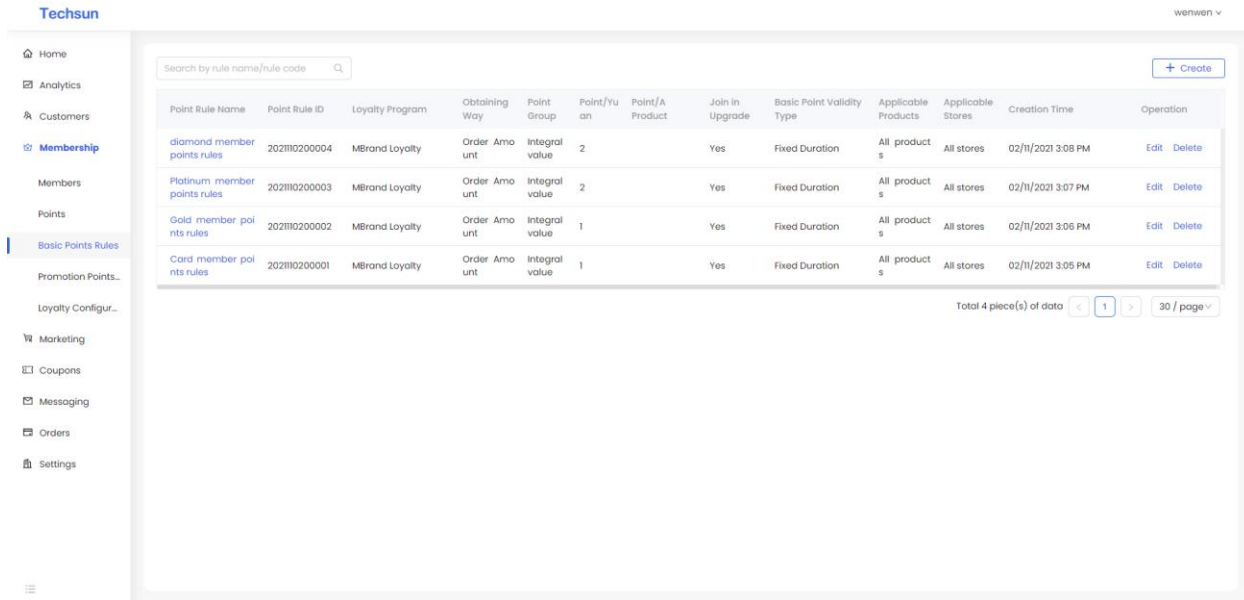 Techsun
wenwen
Home
Analytics
Customers
Membership
Members
Points
Basic Points Rules
Promotion Points...
Loyalty Configur...
Marketing
Coupons
Messaging
Orders
Settings
Search by rule name/rule code
+ Create
Point Rule Name Point Rule ID Loyalty Program Obtaining Way Point Group Point/Yuan Point/A Product Join in Upgrade Basic Point Validity Type Applicable Products Applicable Stores Creation Time Operation
diamond member points rules 2021110200004 MBrand Loyalty Order Amount Integral value 2 Yes Fixed Duration All products All stores 02/11/2021 3:08 PM Edit Delete
Platinum member points rules 2021110200003 MBrand Loyalty Order Amount Integral value 2 Yes Fixed Duration All products All stores 02/11/2021 3:07 PM Edit Delete
Gold member points rules 2021110200002 MBrand Loyalty Order Amount Integral value 1 Yes Fixed Duration All products All stores 02/11/2021 3:06 PM Edit Delete
Card member points rules 2021110200001 MBrand Loyalty Order Amount Integral value 1 Yes Fixed Duration All products All stores 02/11/2021 3:05 PM Edit Delete
Total 4 piece(s) of data < 1 > 30 / page